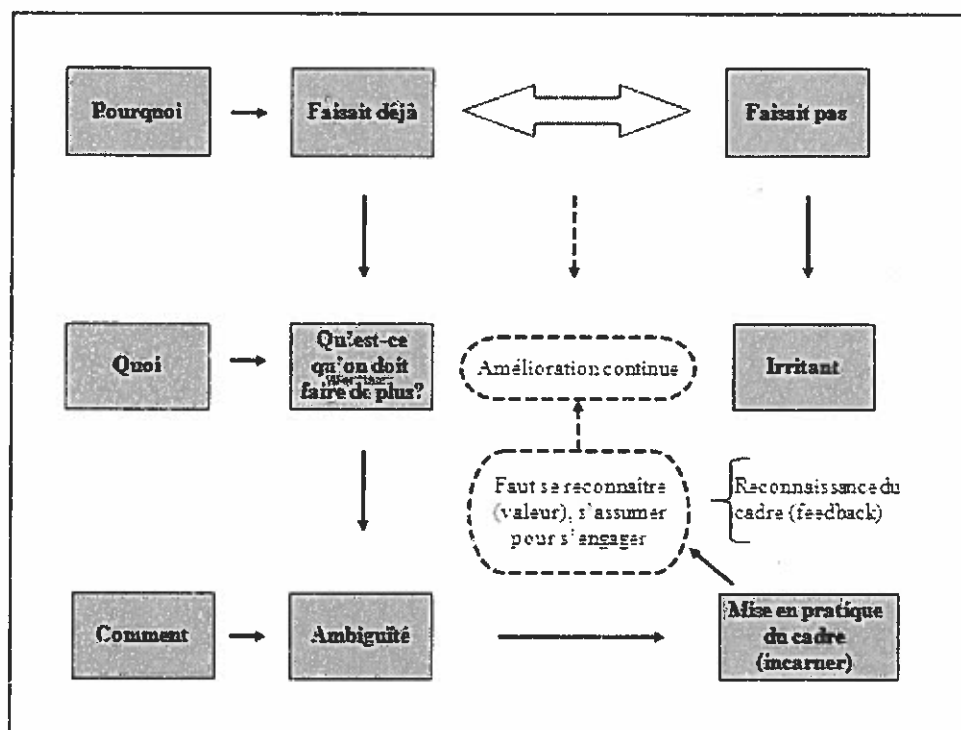 Pourquoi
Faisait déjà
Faisait pas
Quoi
Qu'est-ce
qu'on doit
faire de plus?
Amélioration continue
Irritant
Faut se reconnaître
(valeur), s'assumer
pour s'engager
Reconnaissance du
cadre (feedback)
Comment
Ambiguïté
Mise en pratique
du cadre
(incarner)